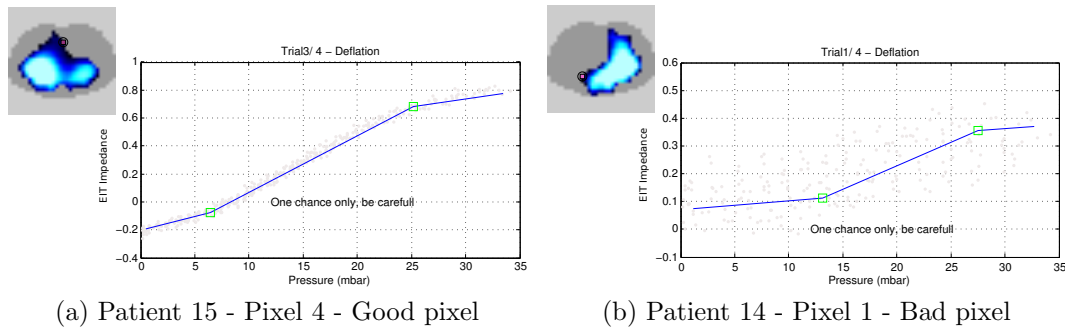 Trial3/ 4 − Deflation
1
0.8
0.6
0.4
0.2
0
−0.2
−0.4
EIT Impedance
One chance only, be carefull
0 5 10 15 20 25 30 35
Pressure (mbar)
(a) Patient 15 - Pixel 4 - Good pixel
Trial1/ 4 − Deflation
0.6
0.5
0.4
0.3
0.2
0.1
0
−0.1
EIT Impedance
One chance only, be carefull
0 5 10 15 20 25 30 35
Pressure (mbar)
(b) Patient 14 - Pixel 1 - Bad pixel